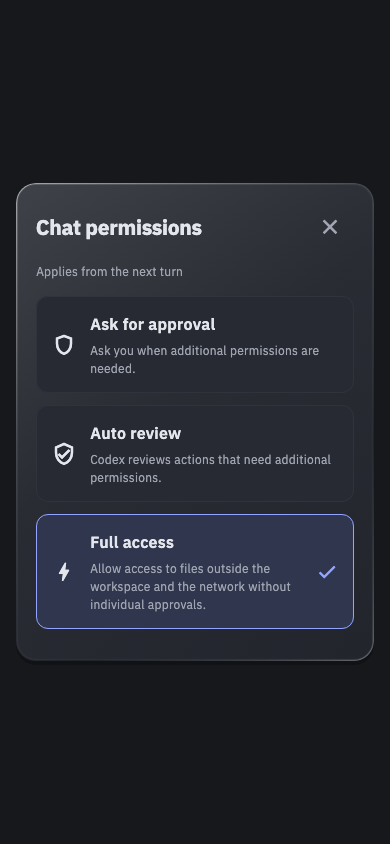 Chat permissions
Applies from the next turn
Ask for approval
Ask you when additional permissions are
needed.
Auto review
Codex reviews actions that need additional
permissions.
Full access
Allow access to files outside the
workspace and the network without
individual approvals.